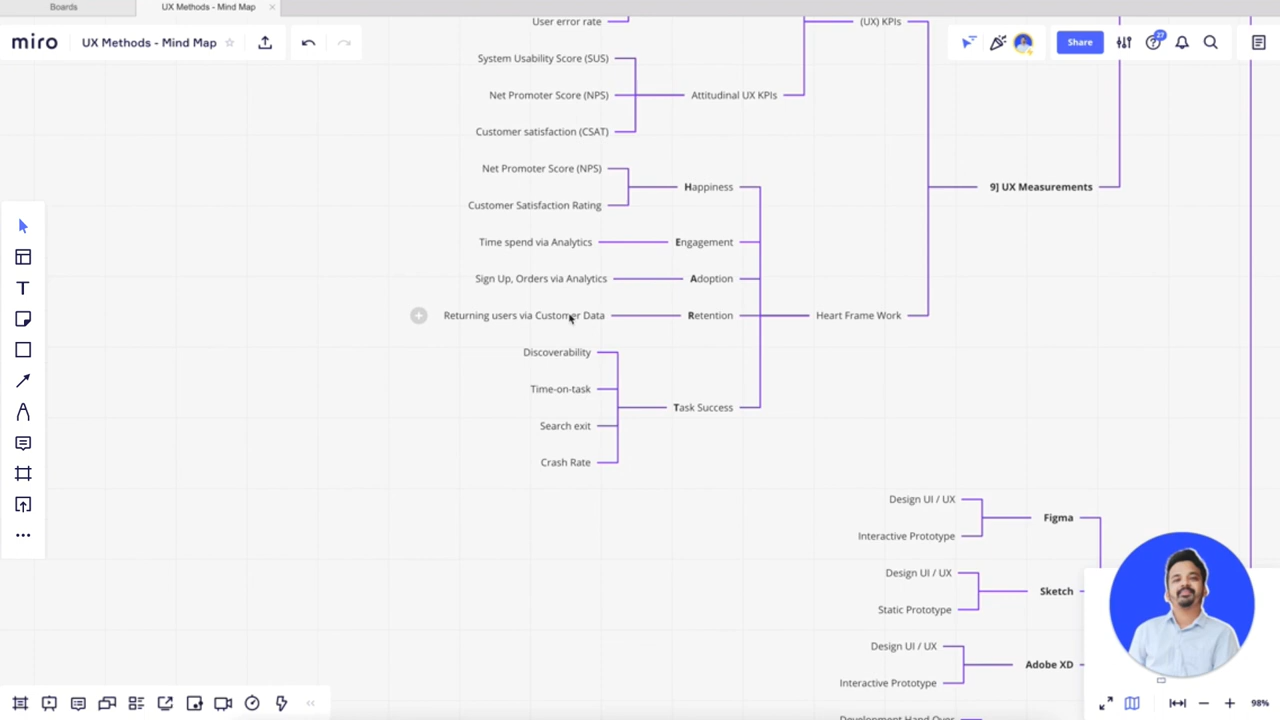 Boards
UX Methods - Mind Map
miro
UX Methods - Mind Map
Share
27
User error rate
(UX) KPIs
System Usability Score (SUS)
Net Promoter Score (NPS)
Attitudinal UX KPIs
Customer satisfaction (CSAT)
Net Promoter Score (NPS)
Happiness
9] UX Measurements
Customer Satisfaction Rating
Time spend via Analytics
Engagement
Sign Up, Orders via Analytics
Adoption
Returning users via Customer Data
Retention
Heart Frame Work
Discoverability
Time-on-task
Task Success
Search exit
Crash Rate
Design UI / UX
Figma
Interactive Prototype
Design UI / UX
Sketch
Static Prototype
Design UI / UX
Adobe XD
Interactive Prototype
98%
Development Hand Over